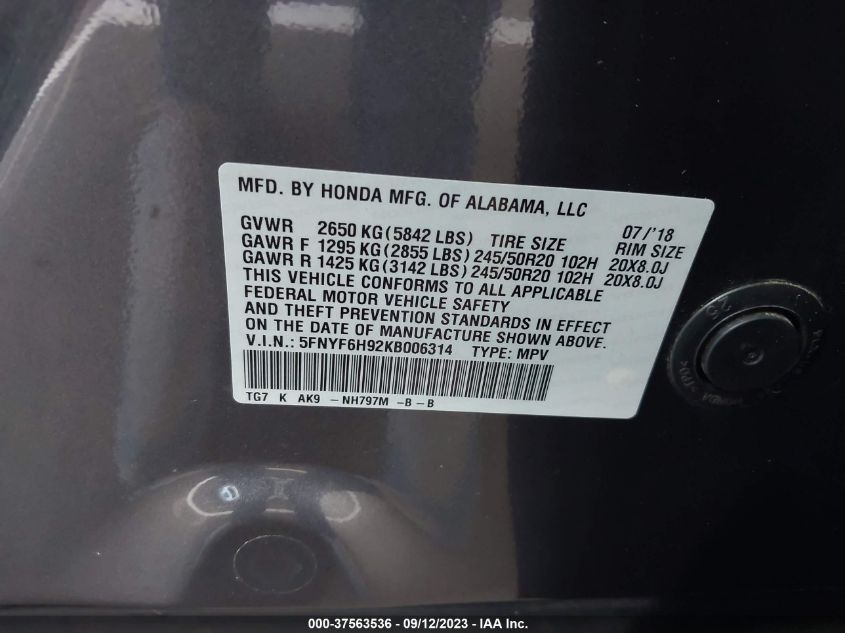 MFD. BY HONDA MFG. OF ALABAMA, LLC
GVWR 2650 KG(5842 LBS) TIRE SIZE 07/'18 RIM SIZE
GAWR F 1295 KG(2855 LBS)245/50R20 102H 20X8.0J
GAWR R 1425 KG(3142 LBS)245/50R20 102H 20X8.0J
THIS VEHICLE CONFORMS TO ALL APPLICABLE
FEDERAL MOTOR VEHICLE SAFETY
AND THEFT PREVENTION STANDARDS IN EFFECT
ON THE DATE OF MANUFACTURE SHOWN ABOVE.
V.I.N.: 5FNYF6H92KB006314 TYPE: MPV
TG7 K AK9 - NH797M -B - B
25
000-37563536 - 09/12/2023 - IAA Inc.